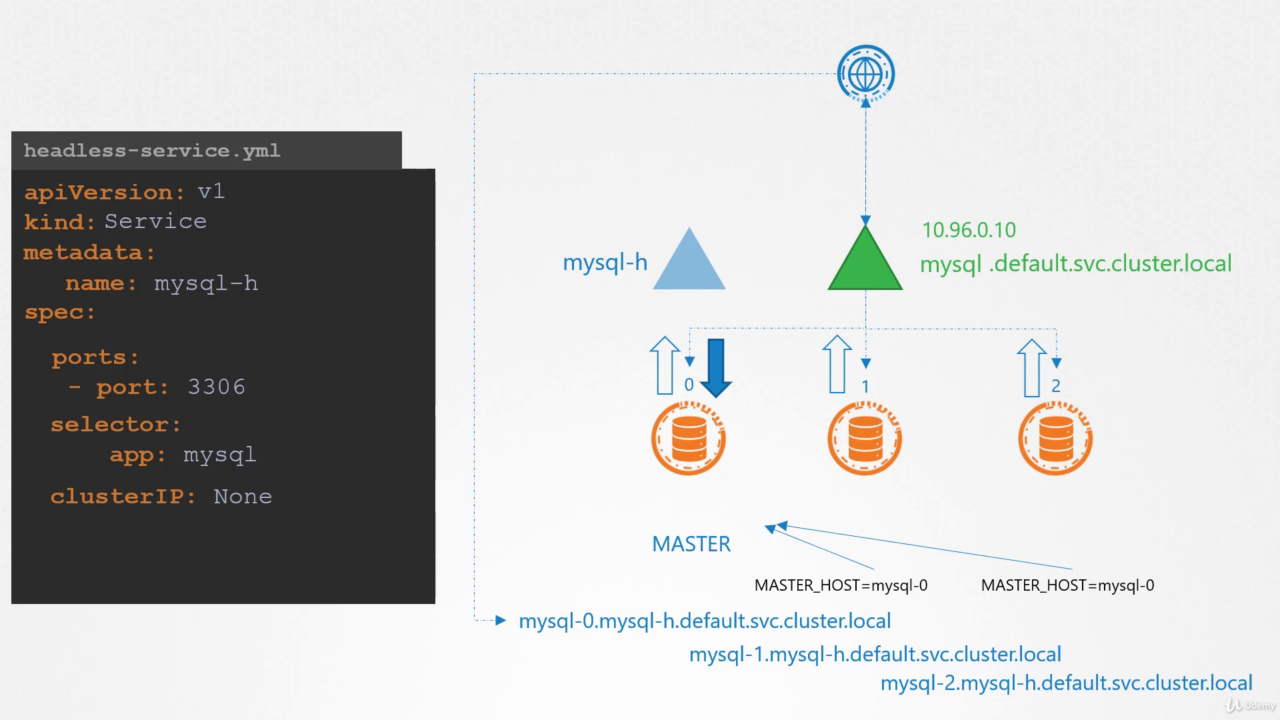 headless-service.yml
apiVersion: v1
kind: Service
metadata:
name: mysql-h
spec:
ports:
- port: 3306
selector:
app: mysql
clusterIP: None
10.96.0.10
mysql-h
mysql .default.svc.cluster.local
0
1
2
MASTER
MASTER_HOST=mysql-0
MASTER_HOST=mysql-0
mysql-0.mysql-h.default.svc.cluster.local
mysql-1.mysql-h.default.svc.cluster.local
mysql-2.mysql-h.default.svc.cluster.local
Udemy